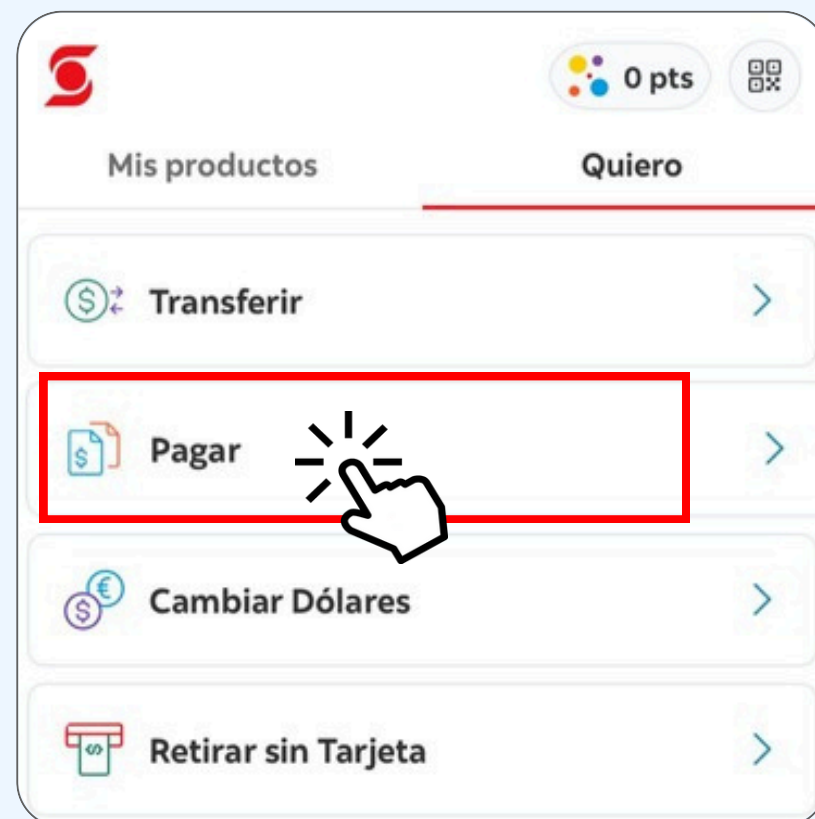 0 pts
Mis productos
Quiero
Transferir
Pagar
Cambiar Dólares
Retirar sin Tarjeta